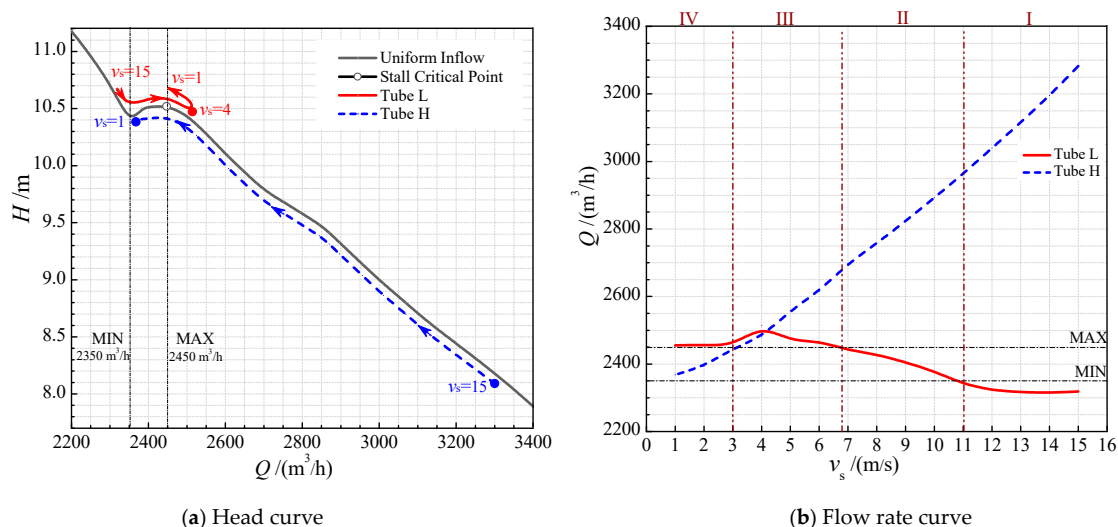 11.0
10.5
10.0
9.5
9.0
8.5
8.0
H /m
2200 2400 2600 2800 3000 3200 3400
Q /(m³/h)
Uniform Inflow
Stall Critical Point
Tube L
Tube H
vs=15
vs=1
vs=4
vs=1
vs=15
MIN
2350 m³/h
MAX
2450 m³/h
(a) Head curve
IV III II I
3400
3200
3000
2800
2600
2400
2200
Q /(m³/h)
0 1 2 3 4 5 6 7 8 9 10 11 12 13 14 15 16
vs /(m/s)
Tube L
Tube H
MAX
MIN
(b) Flow rate curve